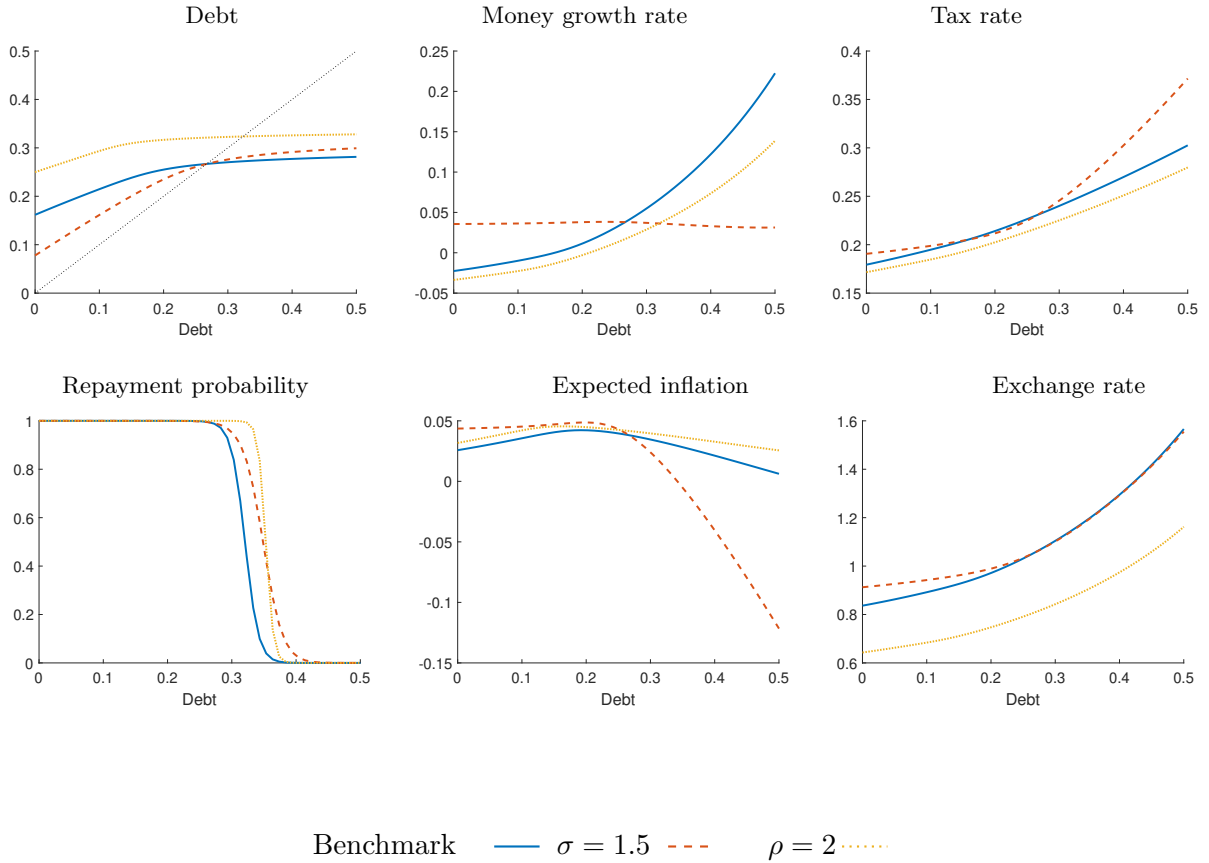 Debt Money growth rate Tax rate
0.5 0.25 0.4
0.4 0.2 0.35
0.3 0.15 0.3
0.2 0.1 0.25
0.1 0.05 0.2
0 0 0.15
-0.05
0 0.1 0.2 0.3 0.4 0.5 0 0.1 0.2 0.3 0.4 0.5 0 0.1 0.2 0.3 0.4 0.5
Debt Debt Debt
Repayment probability Expected inflation Exchange rate
1 0.05 1.6
0.8 0 1.4
0.6 -0.05 1.2
0.4 -0.1 1
0.2 -0.15 0.8
0 0.6
0 0.1 0.2 0.3 0.4 0.5 0 0.1 0.2 0.3 0.4 0.5 0 0.1 0.2 0.3 0.4 0.5
Debt Debt Debt
Benchmark σ = 1.5 ρ = 2